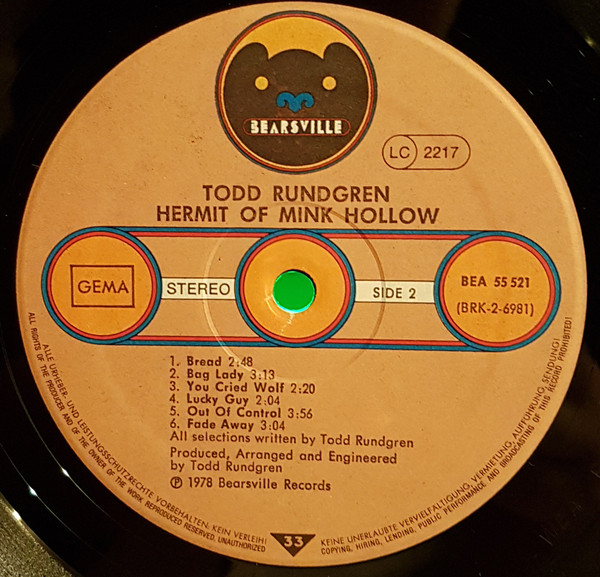 BEARSVILLE
LC 2217
TODD RUNDGREN
HERMIT OF MINK HOLLOW
GEMA
STEREO
SIDE 2
BEA 55 521
(BRK-2-6981)
1. Bread 2:48
2. Bag Lady 3:13
3. You Cried Wolf 2:20
4. Lucky Guy 2:04
5. Out Of Control 3:56
6. Fade Away 3:04
All selections written by Todd Rundgren
Produced, Arranged and Engineered
by Todd Rundgren
Ⓟ 1978 Bearsville Records
ALLE URHEBER- UND LEISTUNGSSCHUTZRECHTE VORBEHALTEN. KEIN VERLEIH!
KEINE UNERLAUBTE VERVIELFÄLTIGUNG, VERMIETUNG, AUFFÜHRUNG, SENDUNG!
ALL RIGHTS OF THE PRODUCER AND OF THE OWNER OF THE WORK REPRODUCED RESERVED. UNAUTHORIZED
COPYING, HIRING, LENDING, PUBLIC PERFORMANCE AND BROADCASTING OF THIS RECORD PROHIBITED!
33